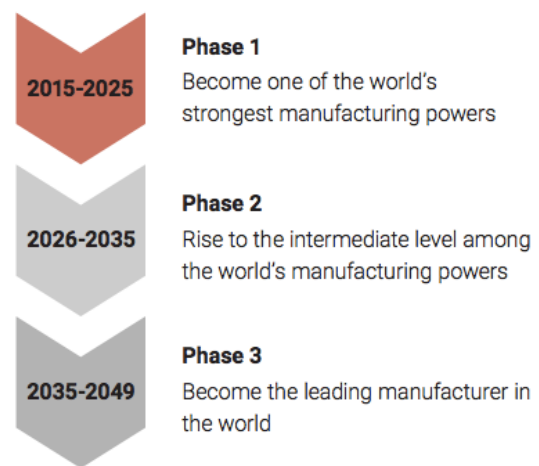 Phase 1
2015-2025
Become one of the world's
strongest manufacturing powers
Phase 2
2026-2035
Rise to the intermediate level among
the world's manufacturing powers
Phase 3
2035-2049
Become the leading manufacturer in
the world